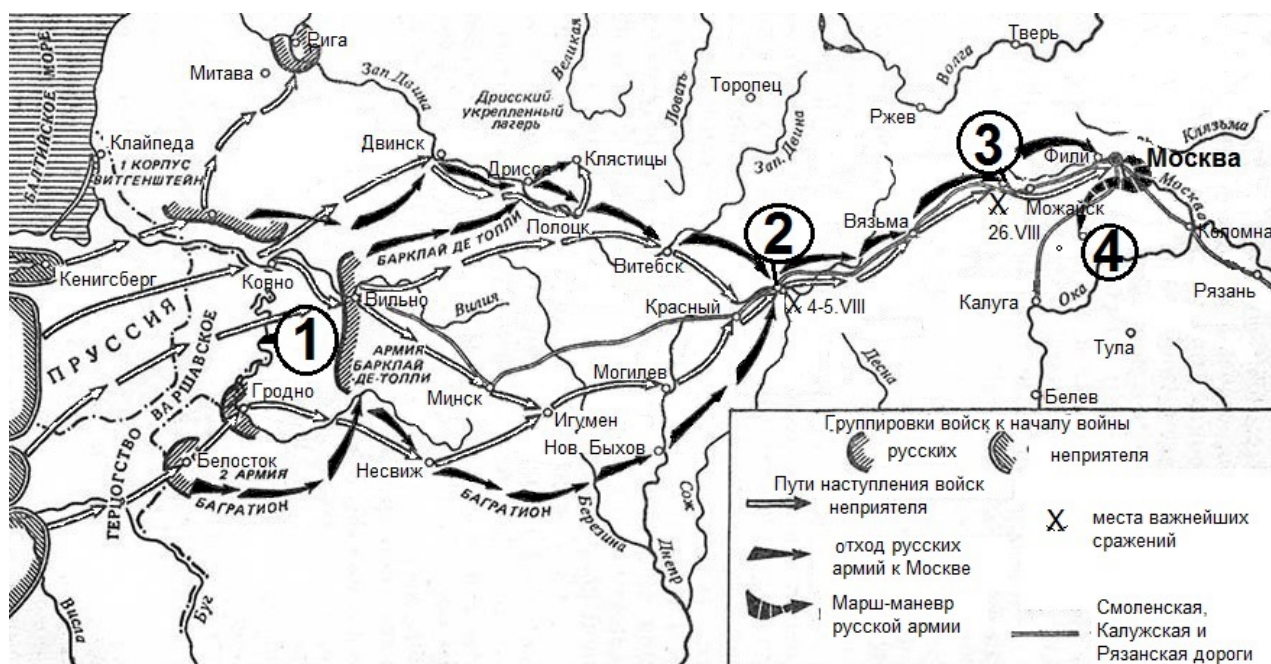 БАЛТИЙСКОЕ МОРЕ
Рига
Митава
Зап. Двина
Великая
Ловать
Торопец
Зап. Двина
Ржев
Волга
Тверь
Клязьма
Дрисский
укрепленный
лагерь
Клайпеда
1 КОРПУС
ВИТГЕНШТЕЙН
Двинск
Дрисса
Клястицы
Полоцк
3
Фили
Москва
Москва
Можайск
26.VIII
Коломна
4
Вязьма
2
Витебск
БАРКЛАЙ ДЕ ТОЛЛИ
Кенигсберг
Ковно
Вильно
Вилия
Красный
4-5.VIII
Калуга
Ока
Рязань
ПРУССИЯ
1
АРМИЯ
БАРКЛАЙ
-ДЕ-ТОЛЛИ
Минск
Могилев
Десна
Тула
Гродно
Игумен
Белев
ГЕРЦОГСТВО ВАРШАВСКОЕ
Белосток
2 АРМИЯ
БАГРАТИОН
Несвиж
БАГРАТИОН
Нов. Быхов
Березина
Сож
Днепр
Висла
Буг
Группировки войск к началу войны
русских
неприятеля
Пути наступления войск
неприятеля
места важнейших
сражений
отход русских
армий к Москве
Марш-маневр
русской армии
Смоленская,
Калужская и
Рязанская дороги